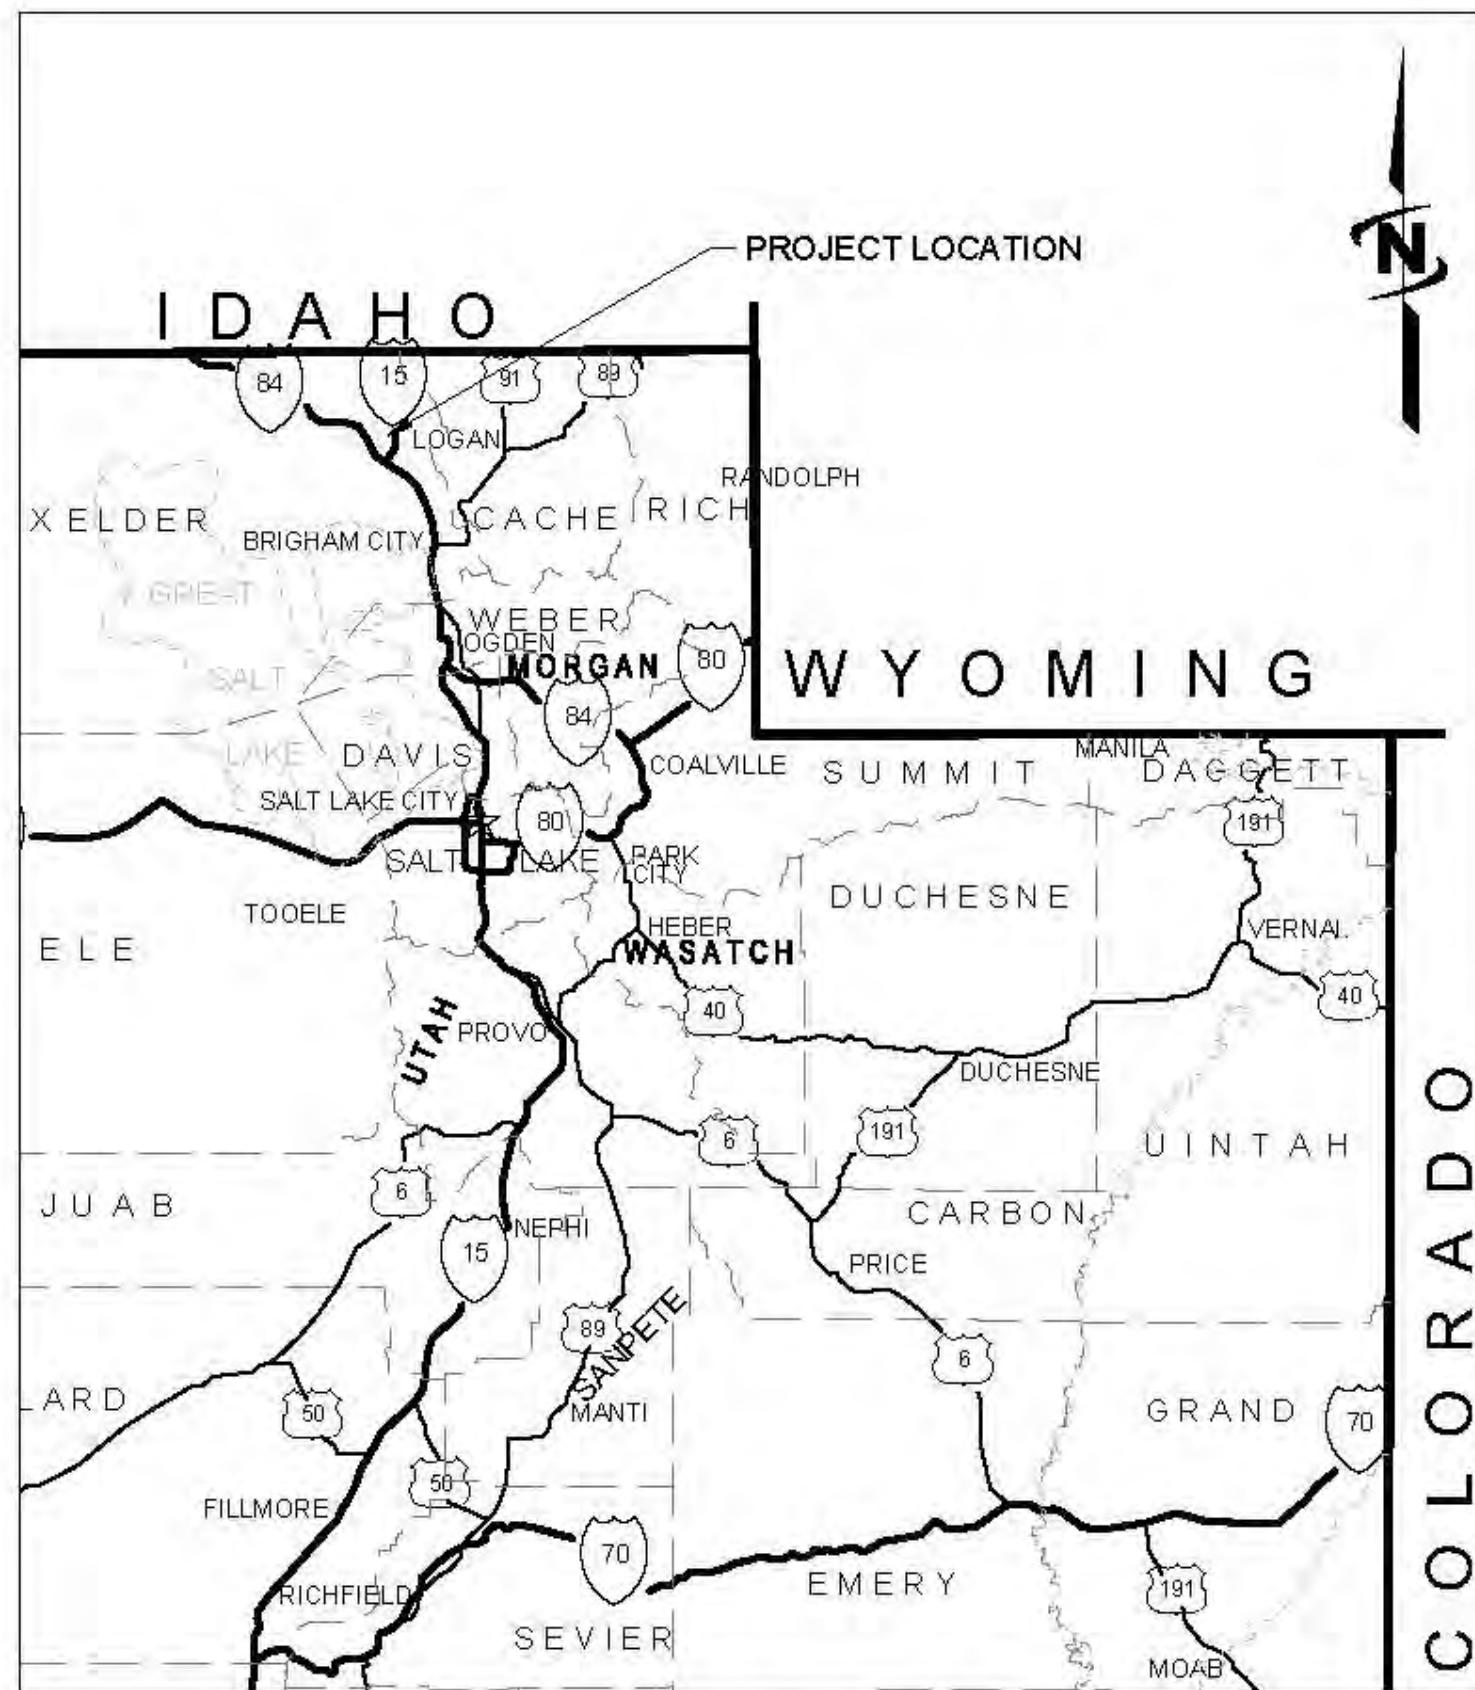 N
PROJECT LOCATION
IDAHO
84
15
91
89
LOGAN
RANDOLPH
XELDER
CACHE
RICH
BRIGHAM CITY
GREAT
WEBER
OGDEN
MORGAN
80
WYOMING
SALT
84
LAKE
DAVIS
COALVILLE
SUMMIT
MANILA
DAGGETT
SALT LAKE CITY
80
191
SALT LAKE
PARK
CITY
DUCHESNE
TOOELE
HEBER
VERNAL
ELE
WASATCH
40
40
UTAH
PROVO
DUCHESNE
6
191
UINTAH
COLORADO
6
JUAB
CARBON
NEPHI
15
PRICE
89
SANPETE
6
ARD
50
MANTI
GRAND
70
50
FILLMORE
70
EMERY
191
RICHFIELD
SEVIER
MOAB